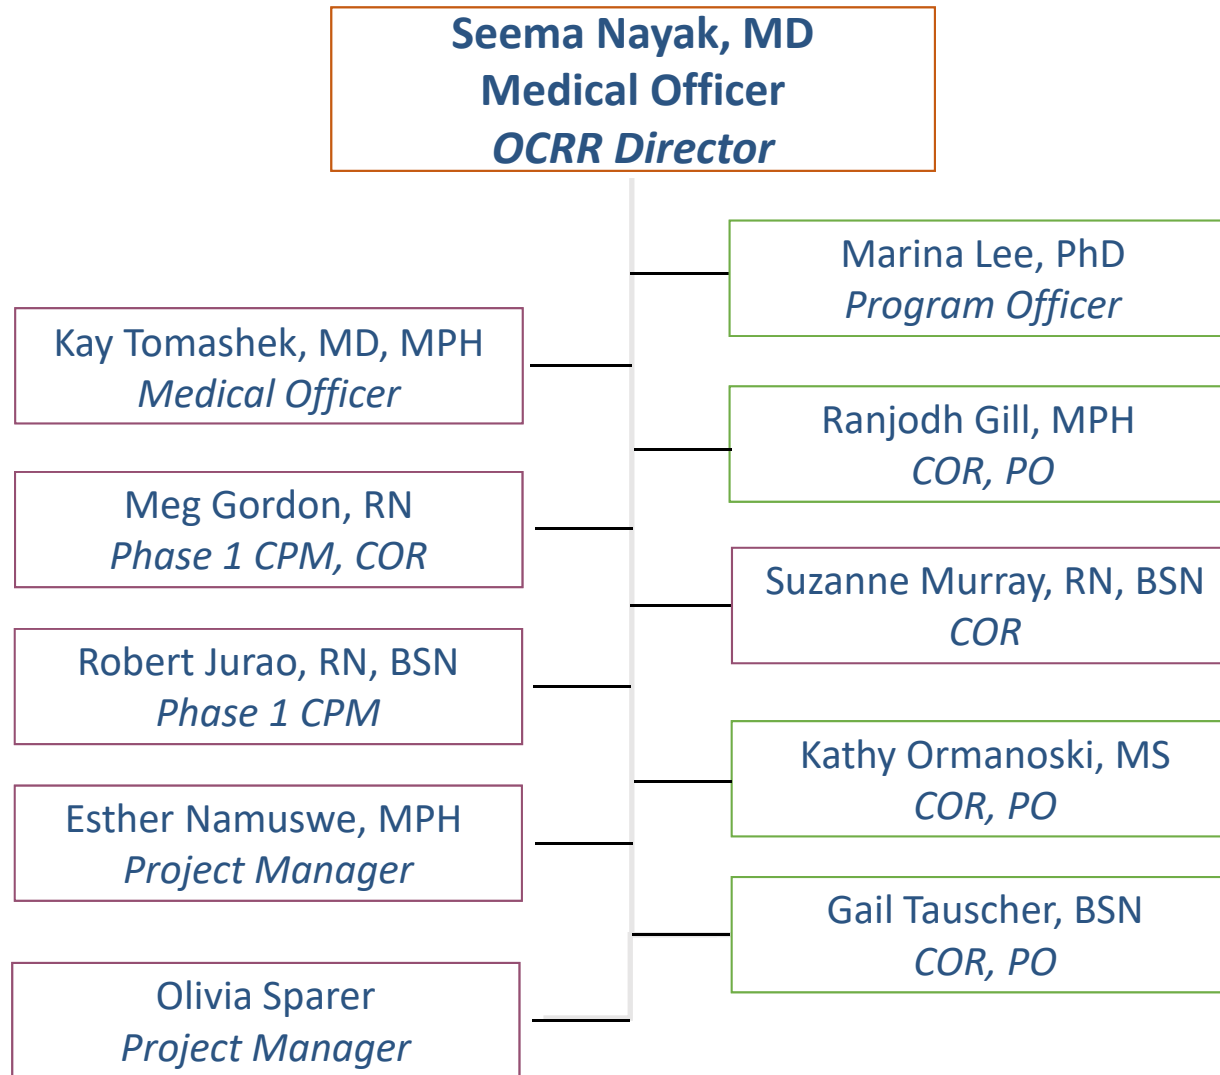 Seema Nayak, MD
Medical Officer
OCRR Director
Marina Lee, PhD
Program Officer
Kay Tomashek, MD, MPH
Medical Officer
Ranjodh Gill, MPH
COR, PO
Meg Gordon, RN
Phase 1 CPM, COR
Suzanne Murray, RN, BSN
COR
Robert Jurao, RN, BSN
Phase 1 CPM
Kathy Ormanoski, MS
COR, PO
Esther Namuswe, MPH
Project Manager
Gail Tauscher, BSN
COR, PO
Olivia Sparer
Project Manager